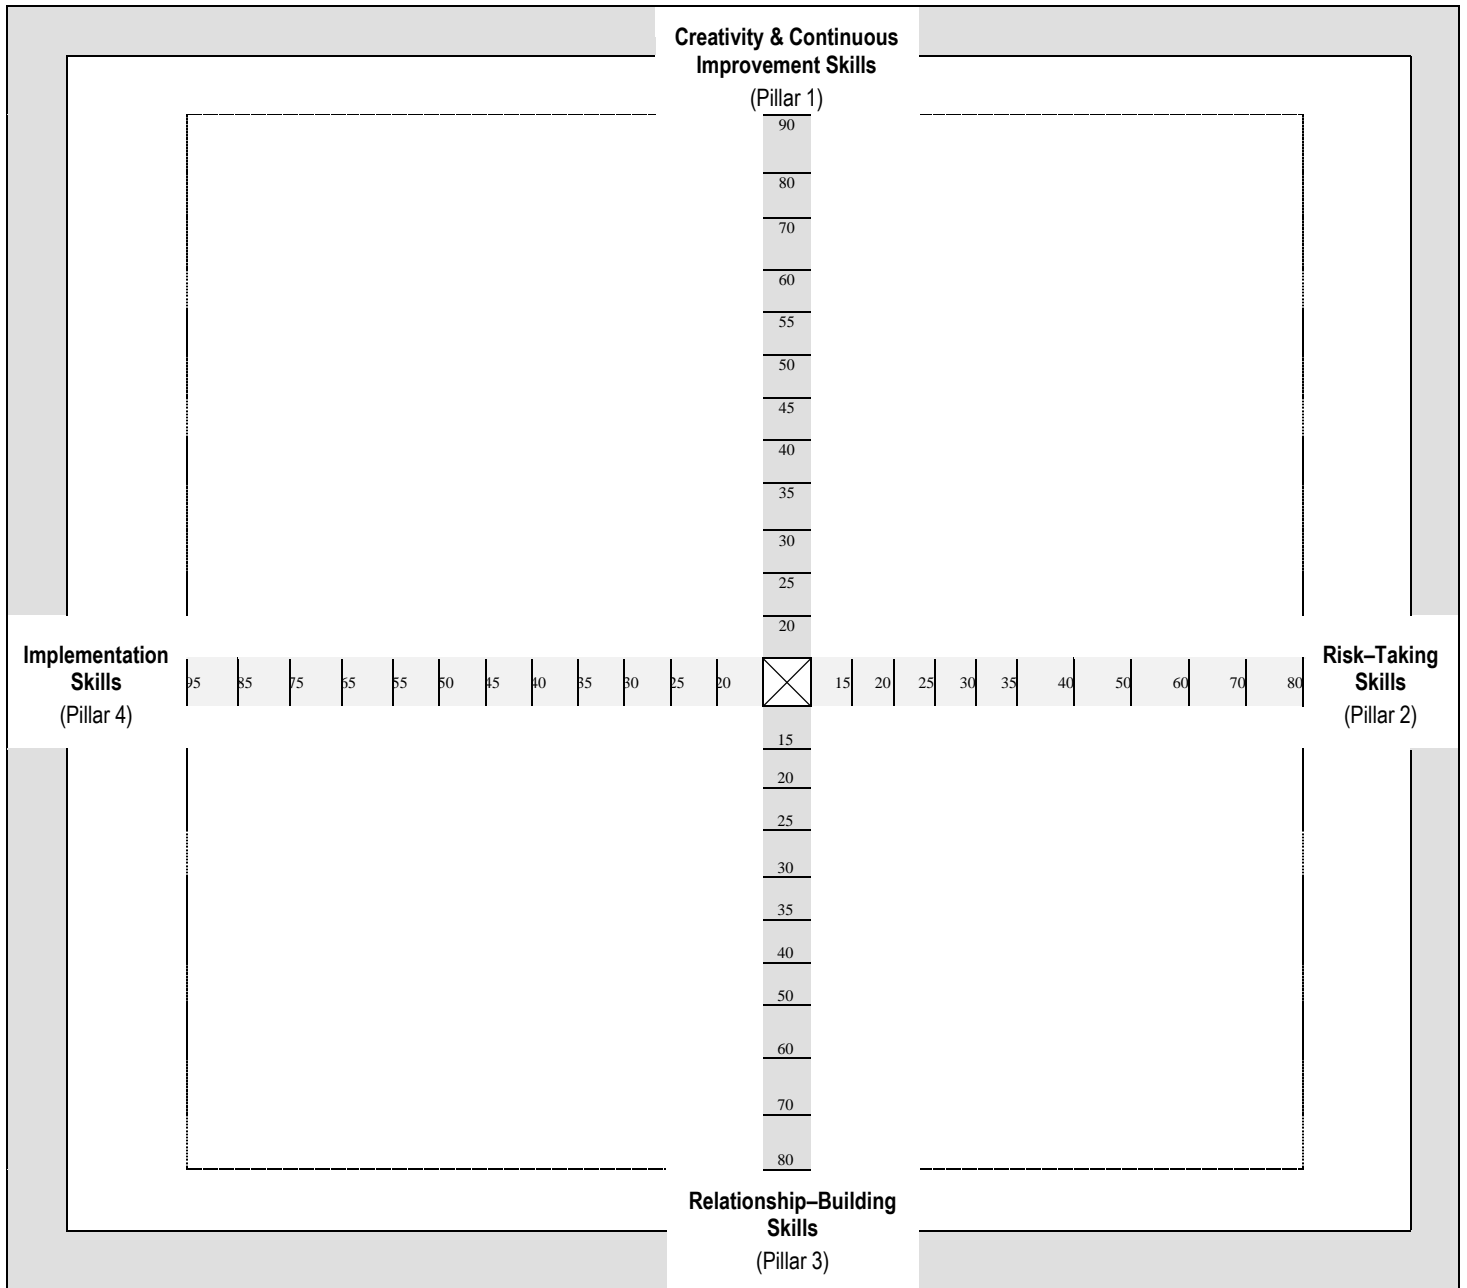 Creativity & Continuous
Improvement Skills
(Pillar 1)
90
80
70
60
55
50
45
40
35
30
25
20
Implementation
Skills
(Pillar 4)
95 85 75 65 55 50 45 40 35 30 25 20
15 20 25 30 35 40 50 60 70 80
Risk–Taking
Skills
(Pillar 2)
15
20
25
30
35
40
50
60
70
80
Relationship–Building
Skills
(Pillar 3)